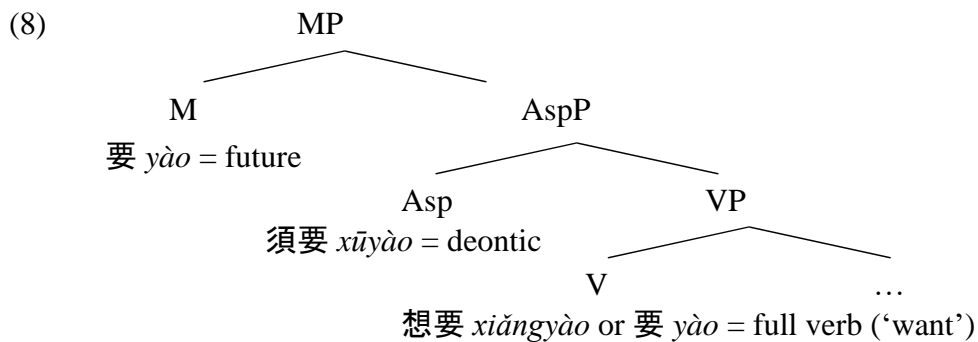 (8) MP
M AspP
要 yào = future
Asp VP
須要 xūyào = deontic
V …
想要 xiǎngyào or 要 yào = full verb (‘want’)